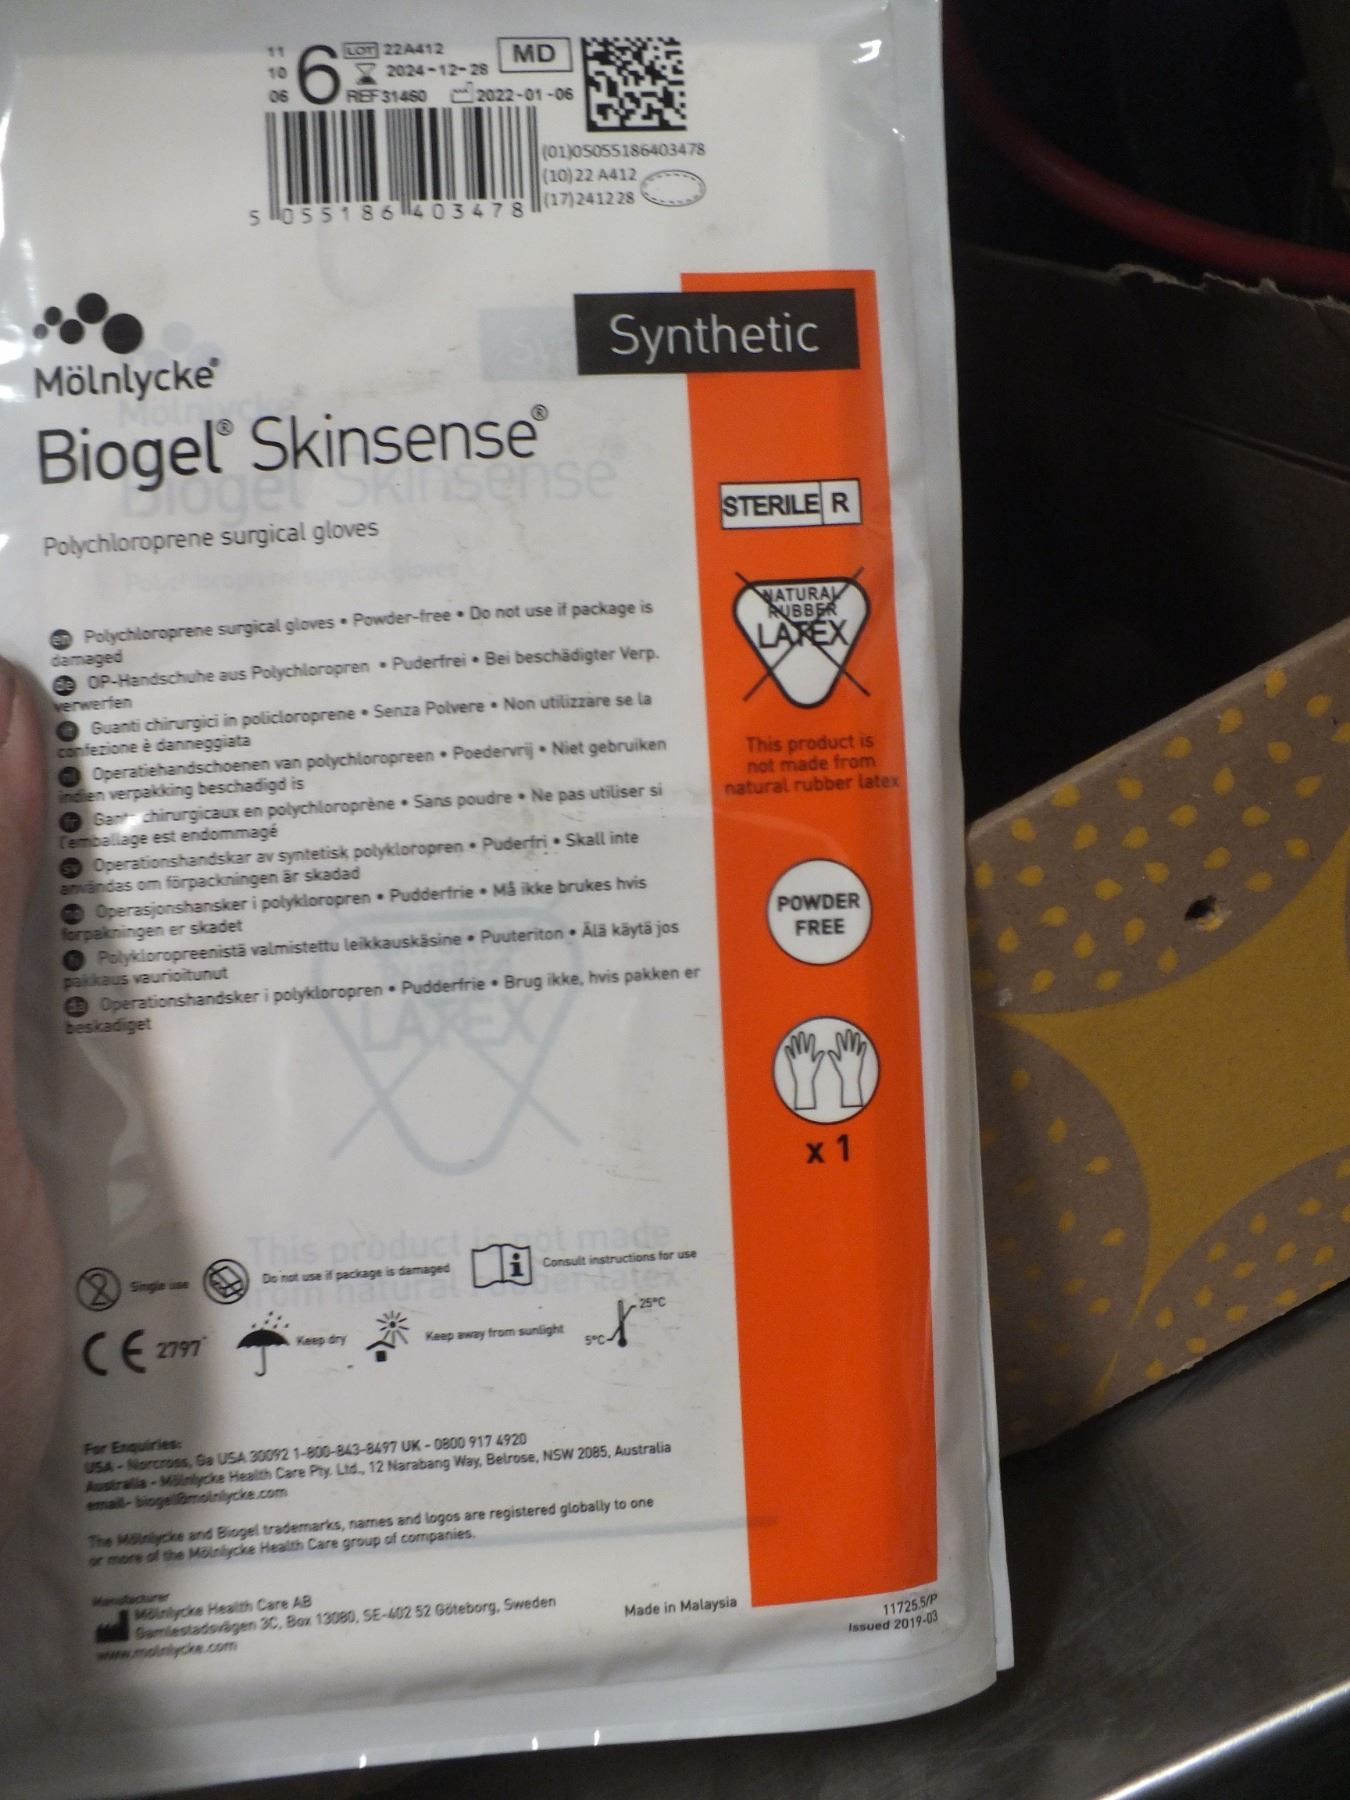 11
10
06
6
LOT 22A412
2024-12-28
REF31460
2022-01-06
MD
(01)05055186403478
(10)22 A412
(17)241228
5 055186 403478
Synthetic
Mölnlycke®
Biogel® Skinsense®
Polychloroprene surgical gloves
STERILE R
NATURAL
RUBBER
LATEX
This product is
not made from
natural rubber latex
POWDER
FREE
x 1
en Polychloroprene surgical gloves • Powder-free • Do not use if package is
damaged
de OP-Handschuhe aus Polychloropren • Puderfrei • Bei beschädigter Verp.
verwerfen
Guanti chirurgici in policloroprene • Senza Polvere • Non utilizzare se la
confezione è danneggiata
nl Operatiehandschoenen van polychloropreen • Poedervrij • Niet gebruiken
indien verpakking beschadigd is
fr Gants chirurgicaux en polychloroprène • Sans poudre • Ne pas utiliser si
l'emballage est endommagé
sv Operationshandskar av syntetisk polykloropren • Puderfri • Skall inte
användas om förpackningen är skadad
Operasjonshansker i polykloropren • Pudderfrie • Må ikke brukes hvis
forpakningen er skadet
fi Polykloropreenistä valmistettu leikkauskäsine • Puuteriton • Älä käytä jos
pakkaus vaurioitunut
da Operationshandsker i polykloropren • Pudderfrie • Brug ikke, hvis pakken er
beskadiget
2 Single use
Do not use if package is damaged
i Consult instructions for use
CE 2797
Keep dry
Keep away from sunlight
5°C
25°C
For Enquiries:
USA - Norcross, Ga USA 30092 1-800-843-8497 UK - 0800 917 4920
Australia - Mölnlycke Health Care Pty. Ltd., 12 Narabang Way, Belrose, NSW 2085, Australia
email- biogel@molnlycke.com
The Mölnlycke and Biogel trademarks, names and logos are registered globally to one
or more of the Mölnlycke Health Care group of companies.
Manufacturer
Mölnlycke Health Care AB
Gamlestadsvägen 3C, Box 13080, SE-402 52 Göteborg, Sweden
www.molnlycke.com
Made in Malaysia
11725.5/P
Issued 2019-03